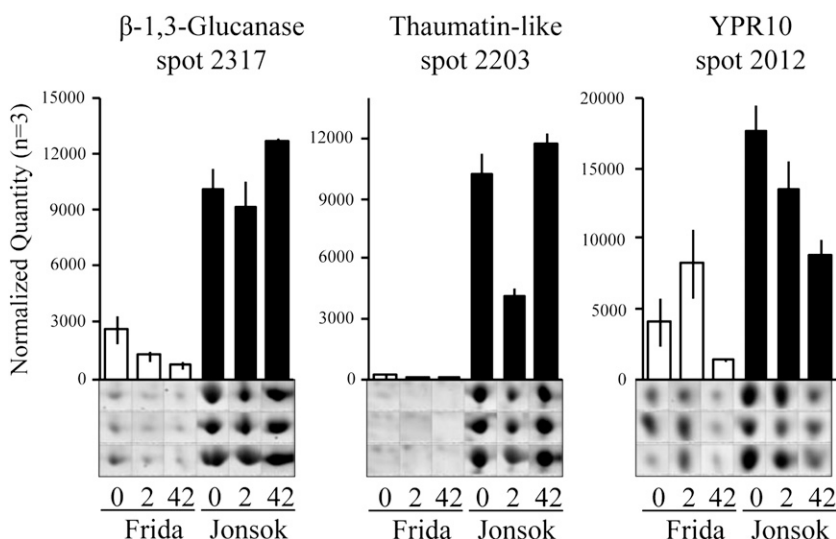 β-1,3-Glucanase
spot 2317
Thaumatin-like
spot 2203
YPR10
spot 2012
Normalized Quantity (n=3)
15000
12000
9000
6000
3000
0
12000
9000
6000
3000
0
20000
15000
10000
5000
0
0 2 42 0 2 42
Frida Jonsok
0 2 42 0 2 42
Frida Jonsok
0 2 42 0 2 42
Frida Jonsok